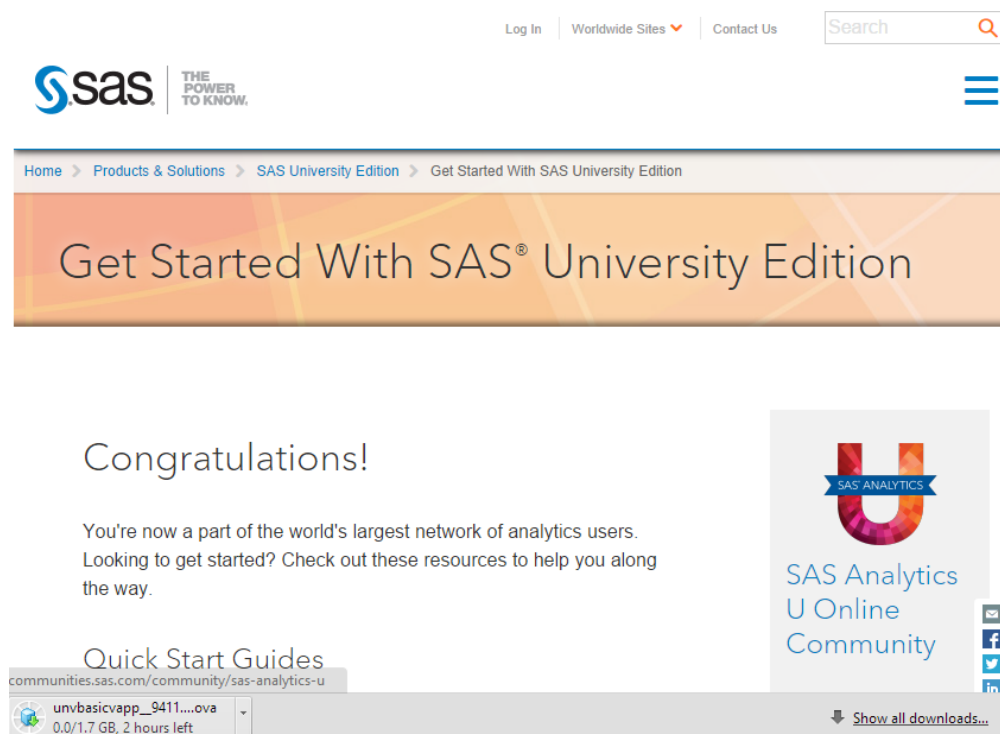 Log In Worldwide Sites Contact Us Search
sas THE
POWER
TO KNOW.
Home Products & Solutions SAS University Edition Get Started With SAS University Edition
Get Started With SAS® University Edition
Congratulations!
You're now a part of the world's largest network of analytics users.
Looking to get started? Check out these resources to help you along
the way.
Quick Start Guides
SAS® ANALYTICS
SAS Analytics
U Online
Community
communities.sas.com/community/sas-analytics-u
unvbasicvapp__9411....ova
0.0/1.7 GB, 2 hours left
Show all downloads...